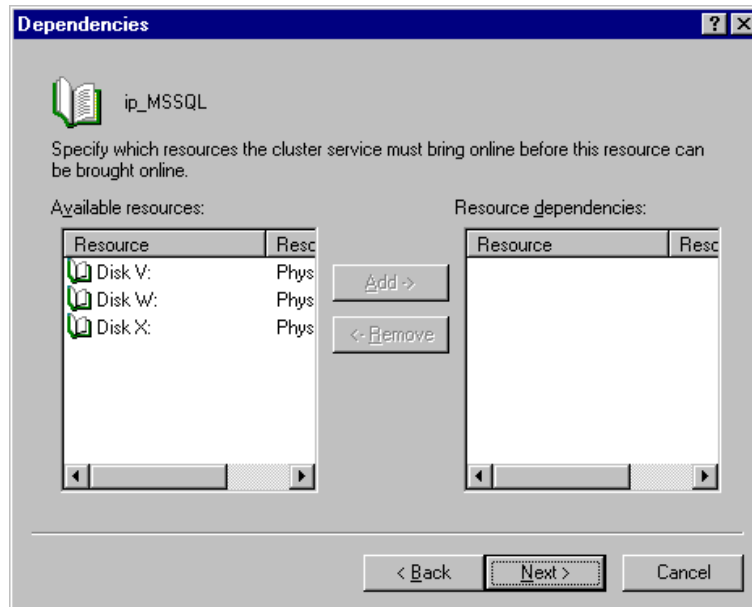 Dependencies
ip_MSSQL
Specify which resources the cluster service must bring online before this resource can
be brought online.
Available resources:
Resource dependencies:
Resource Resc
Disk V: Phys
Disk W: Phys
Disk X: Phys
Add ->
<- Remove
Resource Resc
< Back
Next >
Cancel